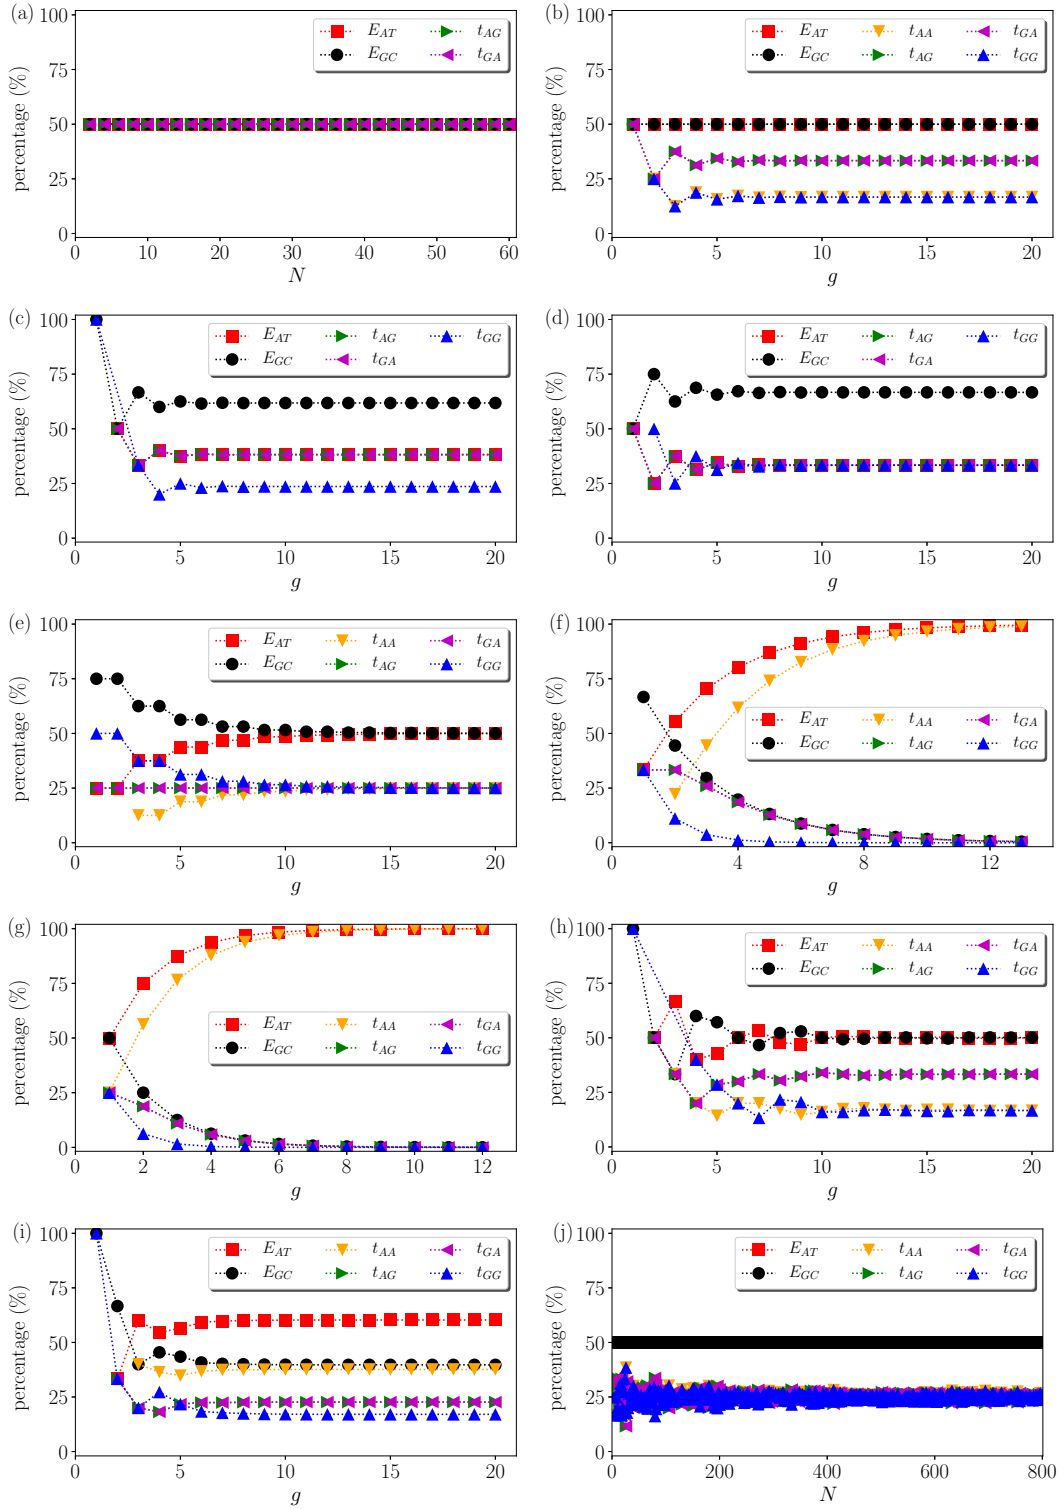 (a) 100
E_AT t_AG
E_GC t_GA
75
50
25
0
percentage (%)
0 10 20 30 40 50 60
N
(b) 100
E_AT t_AA t_GA
E_GC t_AG t_GG
75
50
25
0
percentage (%)
0 5 10 15 20
g
(c) 100
E_AT t_AG t_GG
E_GC t_GA
75
50
25
0
percentage (%)
0 5 10 15 20
g
(d) 100
E_AT t_AG t_GG
E_GC t_GA
75
50
25
0
percentage (%)
0 5 10 15 20
g
(e) 100
E_AT t_AA t_GA
E_GC t_AG t_GG
75
50
25
0
percentage (%)
0 5 10 15 20
g
(f) 100
75
E_AT t_AA t_GA
E_GC t_AG t_GG
50
25
0
percentage (%)
0 4 8 12
g
(g) 100
75
50
E_AT t_AA t_GA
E_GC t_AG t_GG
25
0
percentage (%)
0 2 4 6 8 10 12
g
(h) 100
E_AT t_AA t_GA
E_GC t_AG t_GG
75
50
25
0
percentage (%)
0 5 10 15 20
g
(i) 100
E_AT t_AA t_GA
E_GC t_AG t_GG
75
50
25
0
percentage (%)
0 5 10 15 20
g
(j) 100
E_AT t_AA t_GA
E_GC t_AG t_GG
75
50
25
0
percentage (%)
0 200 400 600 800
N